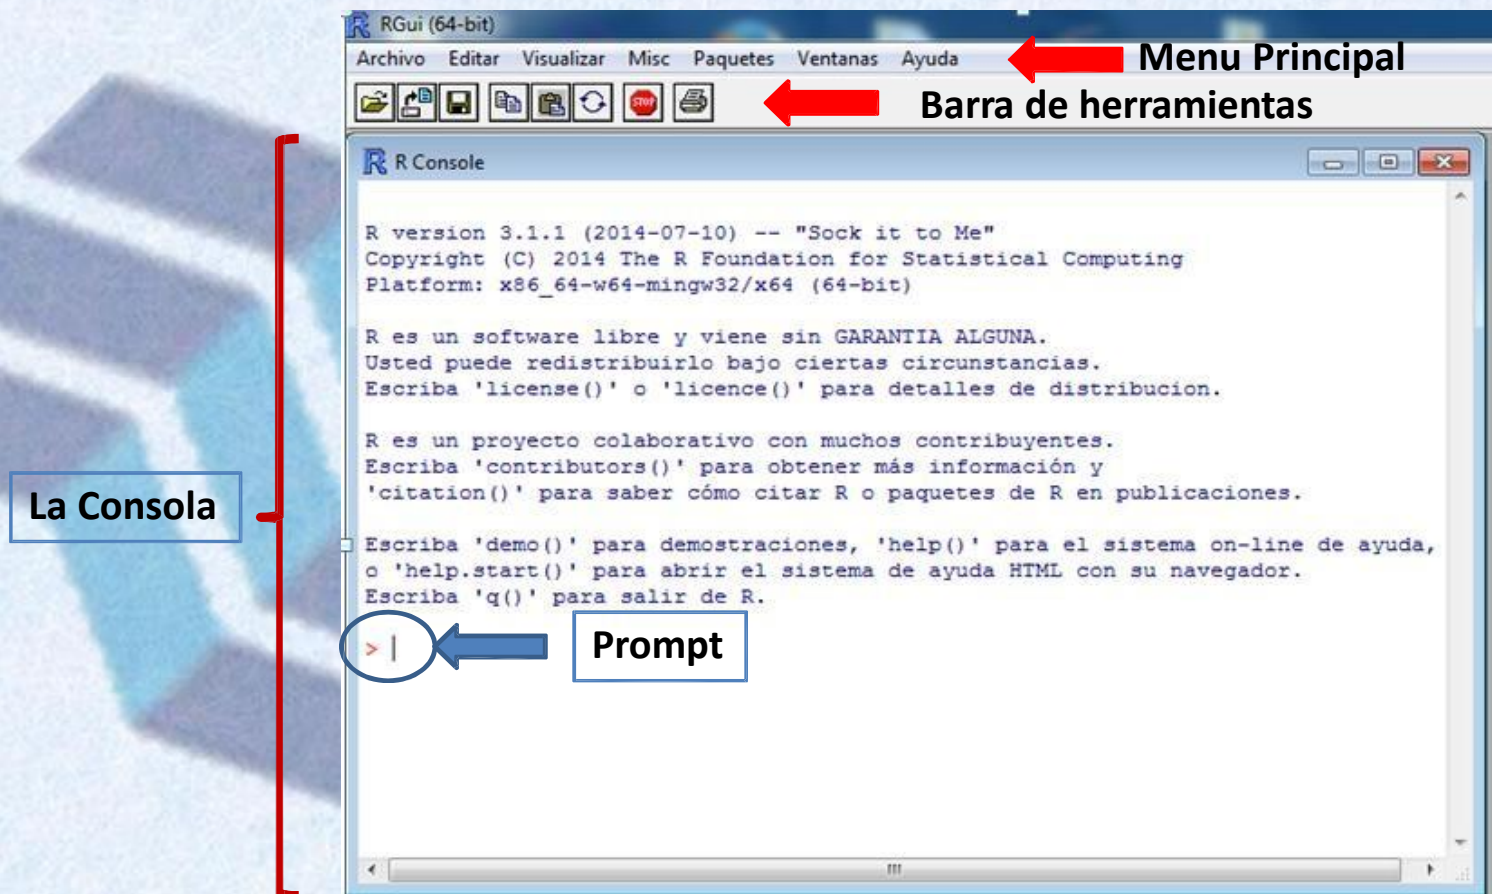 RGui (64-bit)
Archivo Editar Visualizar Misc Paquetes Ventanas Ayuda
Menu Principal
STOP
Barra de herramientas
R Console
R version 3.1.1 (2014-07-10) -- "Sock it to Me"
Copyright (C) 2014 The R Foundation for Statistical Computing
Platform: x86_64-w64-mingw32/x64 (64-bit)
R es un software libre y viene sin GARANTIA ALGUNA.
Usted puede redistribuirlo bajo ciertas circunstancias.
Escriba 'license()' o 'licence()' para detalles de distribucion.
R es un proyecto colaborativo con muchos contribuyentes.
Escriba 'contributors()' para obtener más información y
'citation()' para saber cómo citar R o paquetes de R en publicaciones.
La Consola
Escriba 'demo()' para demostraciones, 'help()' para el sistema on-line de ayuda,
o 'help.start()' para abrir el sistema de ayuda HTML con su navegador.
Escriba 'q()' para salir de R.
>
Prompt